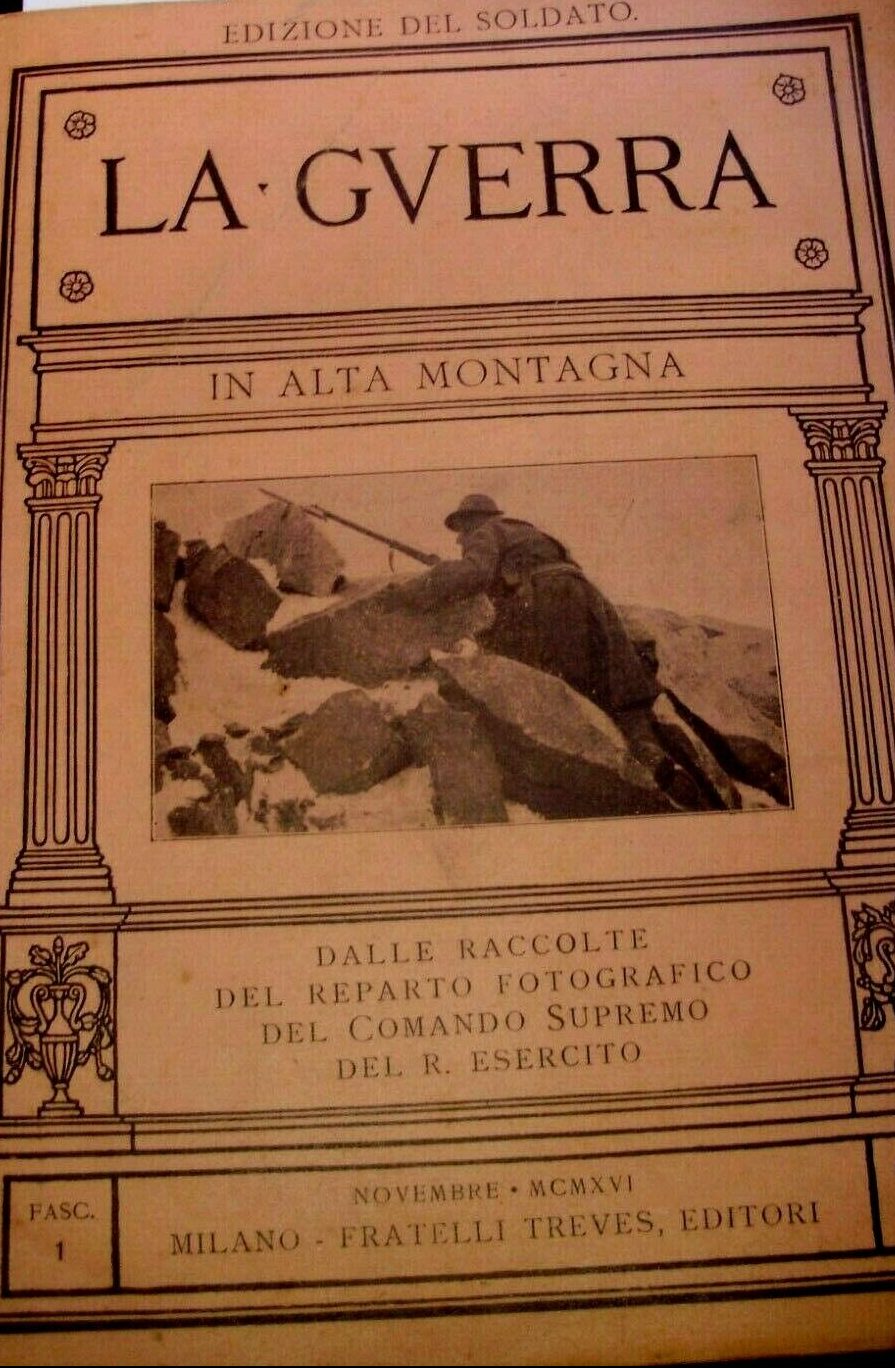 EDIZIONE DEL SOLDATO.
LA · GVERRA
IN ALTA MONTAGNA
DALLE RACCOLTE
DEL REPARTO FOTOGRAFICO
DEL COMANDO SUPREMO
DEL R. ESERCITO
FASC.
1
NOVEMBRE • MCMXVI
MILANO - FRATELLI TREVES, EDITORI